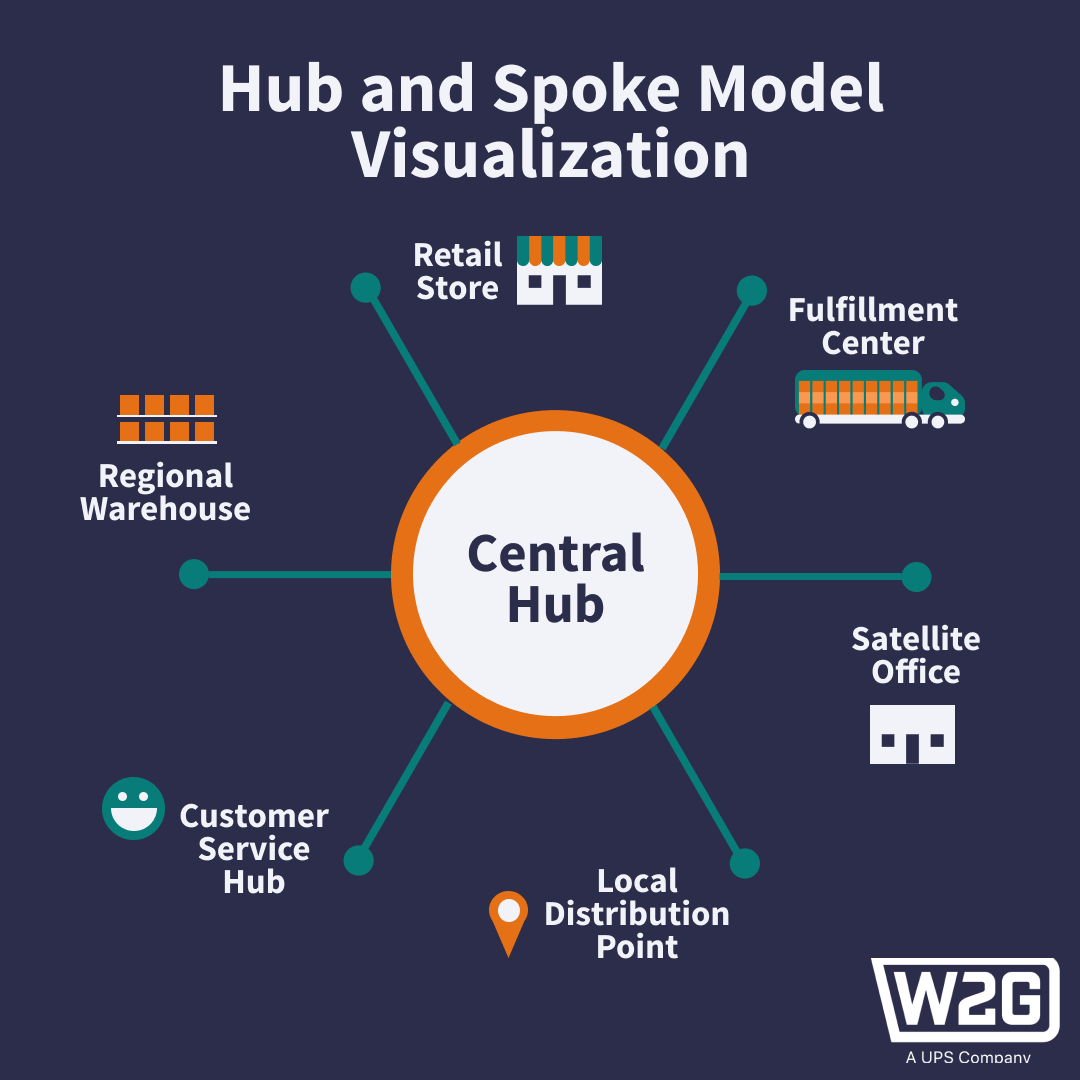 Hub and Spoke Model
Visualization
Retail
Store
Fulfillment
Center
Regional
Warehouse
Central
Hub
Satellite
Office
Customer
Service
Hub
Local
Distribution
Point
W2G
A UPS Company